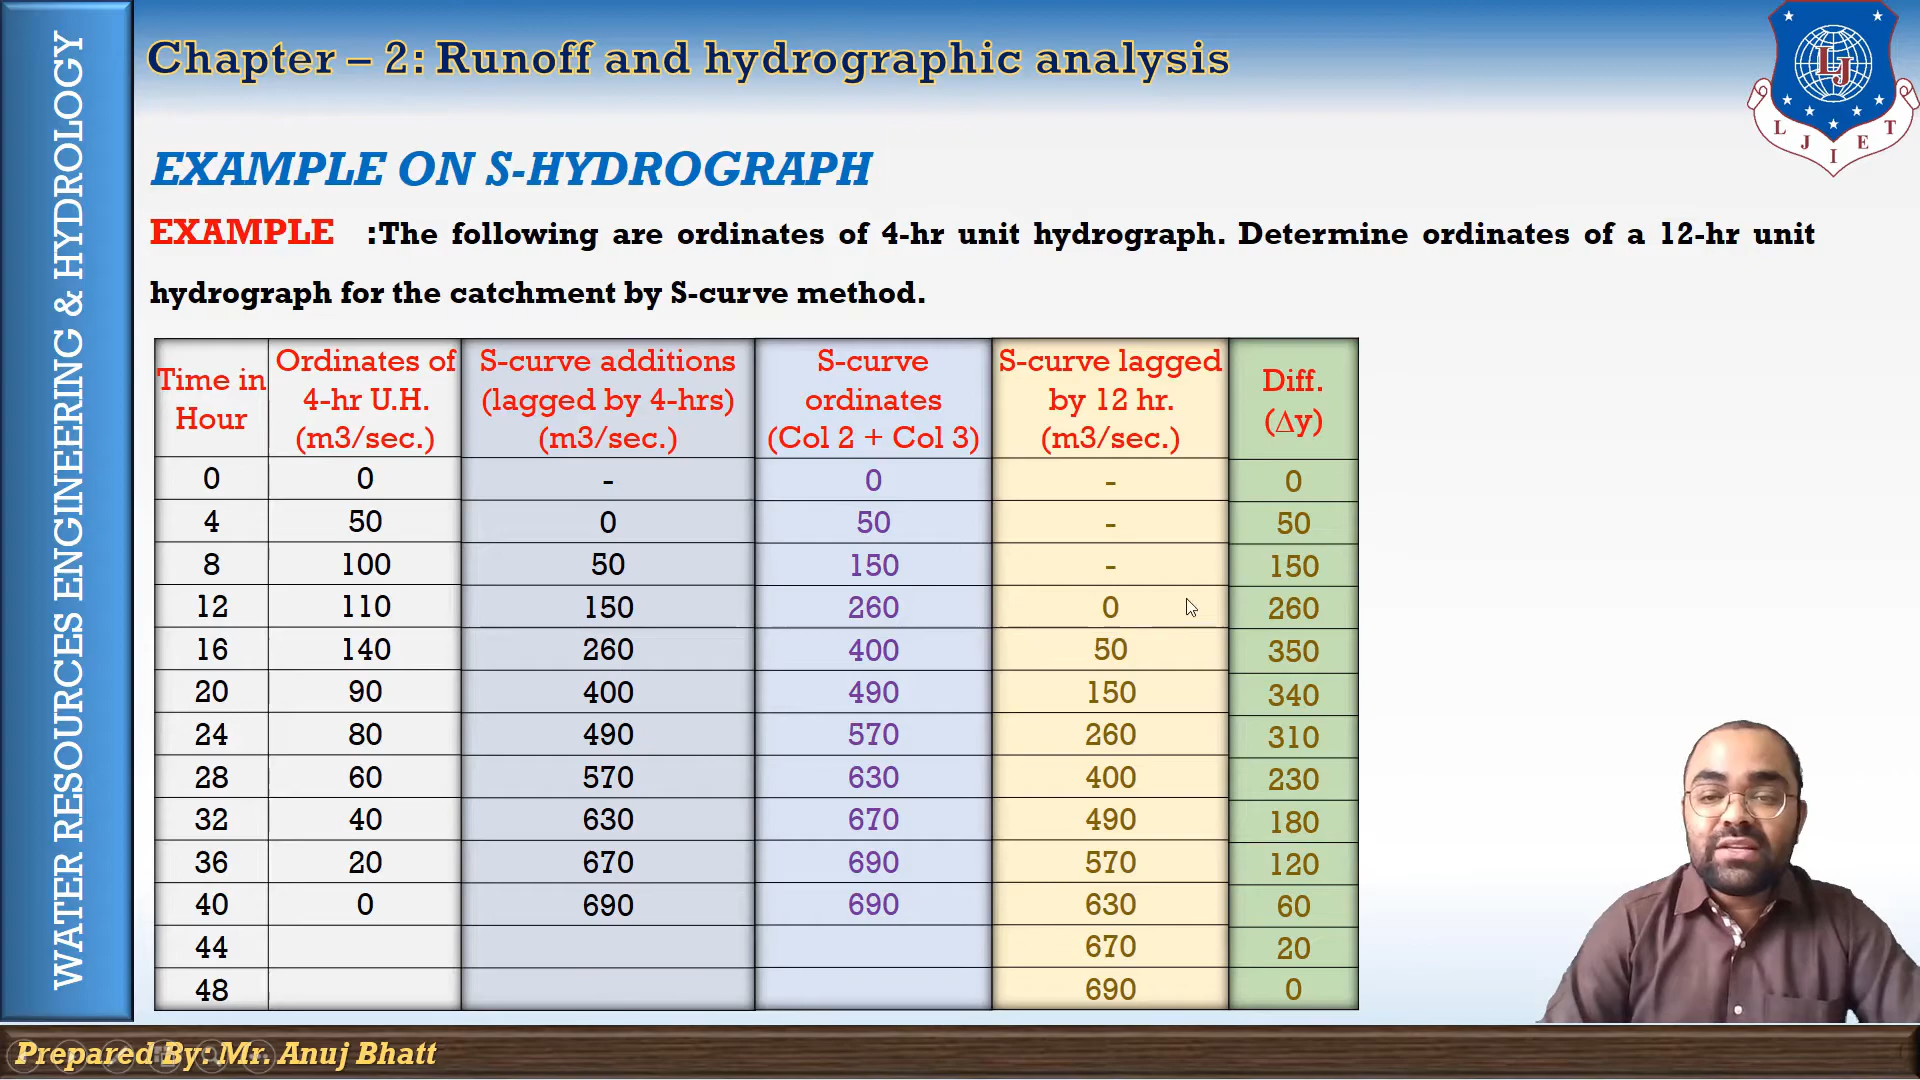 WATER RESOURCES ENGINEERING & HYDROLOGY
Chapter – 2: Runoff and hydrographic analysis
LJ
L J I E T
EXAMPLE ON S-HYDROGRAPH
EXAMPLE :The following are ordinates of 4-hr unit hydrograph. Determine ordinates of a 12-hr unit
hydrograph for the catchment by S-curve method.
Time in Hour | Ordinates of 4-hr U.H. (m3/sec.) | S-curve additions (lagged by 4-hrs) (m3/sec.) | S-curve ordinates (Col 2 + Col 3) | S-curve lagged by 12 hr. (m3/sec.) | Diff. (Δy)
0 | 0 | - | 0 | - | 0
4 | 50 | 0 | 50 | - | 50
8 | 100 | 50 | 150 | - | 150
12 | 110 | 150 | 260 | 0 | 260
16 | 140 | 260 | 400 | 50 | 350
20 | 90 | 400 | 490 | 150 | 340
24 | 80 | 490 | 570 | 260 | 310
28 | 60 | 570 | 630 | 400 | 230
32 | 40 | 630 | 670 | 490 | 180
36 | 20 | 670 | 690 | 570 | 120
40 | 0 | 690 | 690 | 630 | 60
44 | | | | 670 | 20
48 | | | | 690 | 0
Prepared By: Mr. Anuj Bhatt